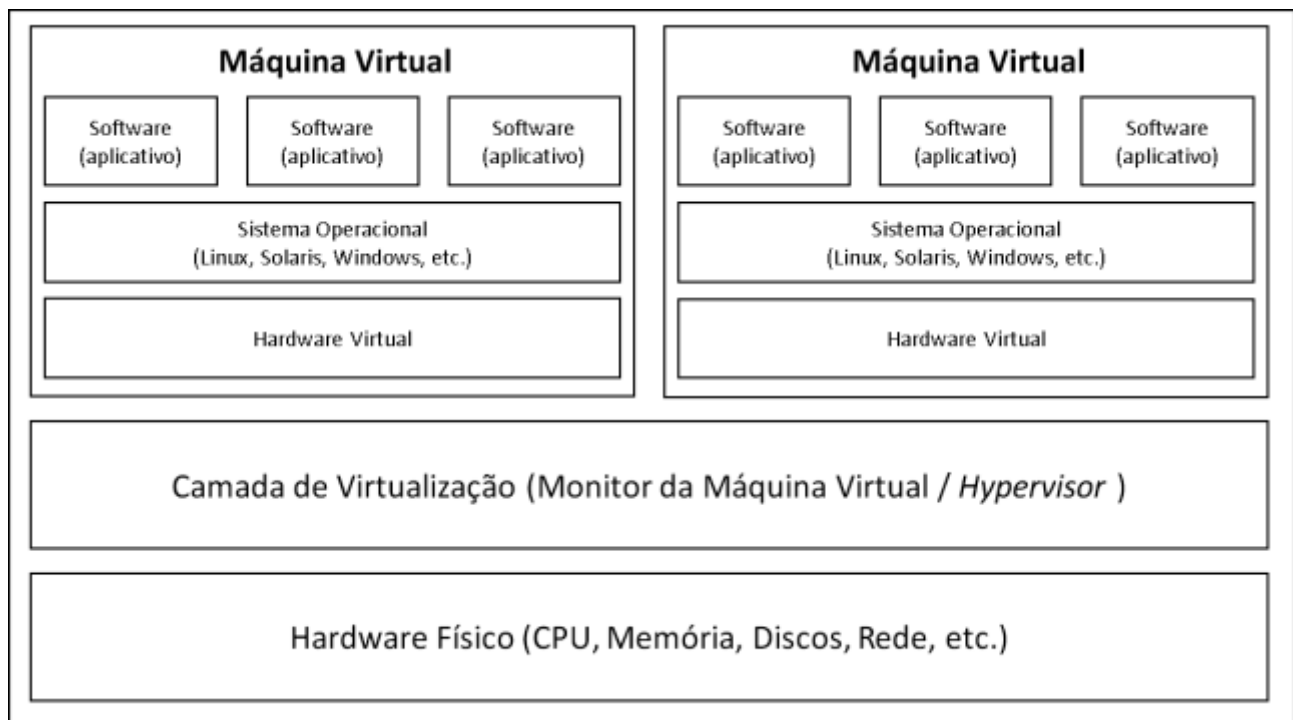 Máquina Virtual
Software
(aplicativo)
Software
(aplicativo)
Software
(aplicativo)
Sistema Operacional
(Linux, Solaris, Windows, etc.)
Hardware Virtual
Máquina Virtual
Software
(aplicativo)
Software
(aplicativo)
Software
(aplicativo)
Sistema Operacional
(Linux, Solaris, Windows, etc.)
Hardware Virtual
Camada de Virtualização (Monitor da Máquina Virtual / Hypervisor )
Hardware Físico (CPU, Memória, Discos, Rede, etc.)